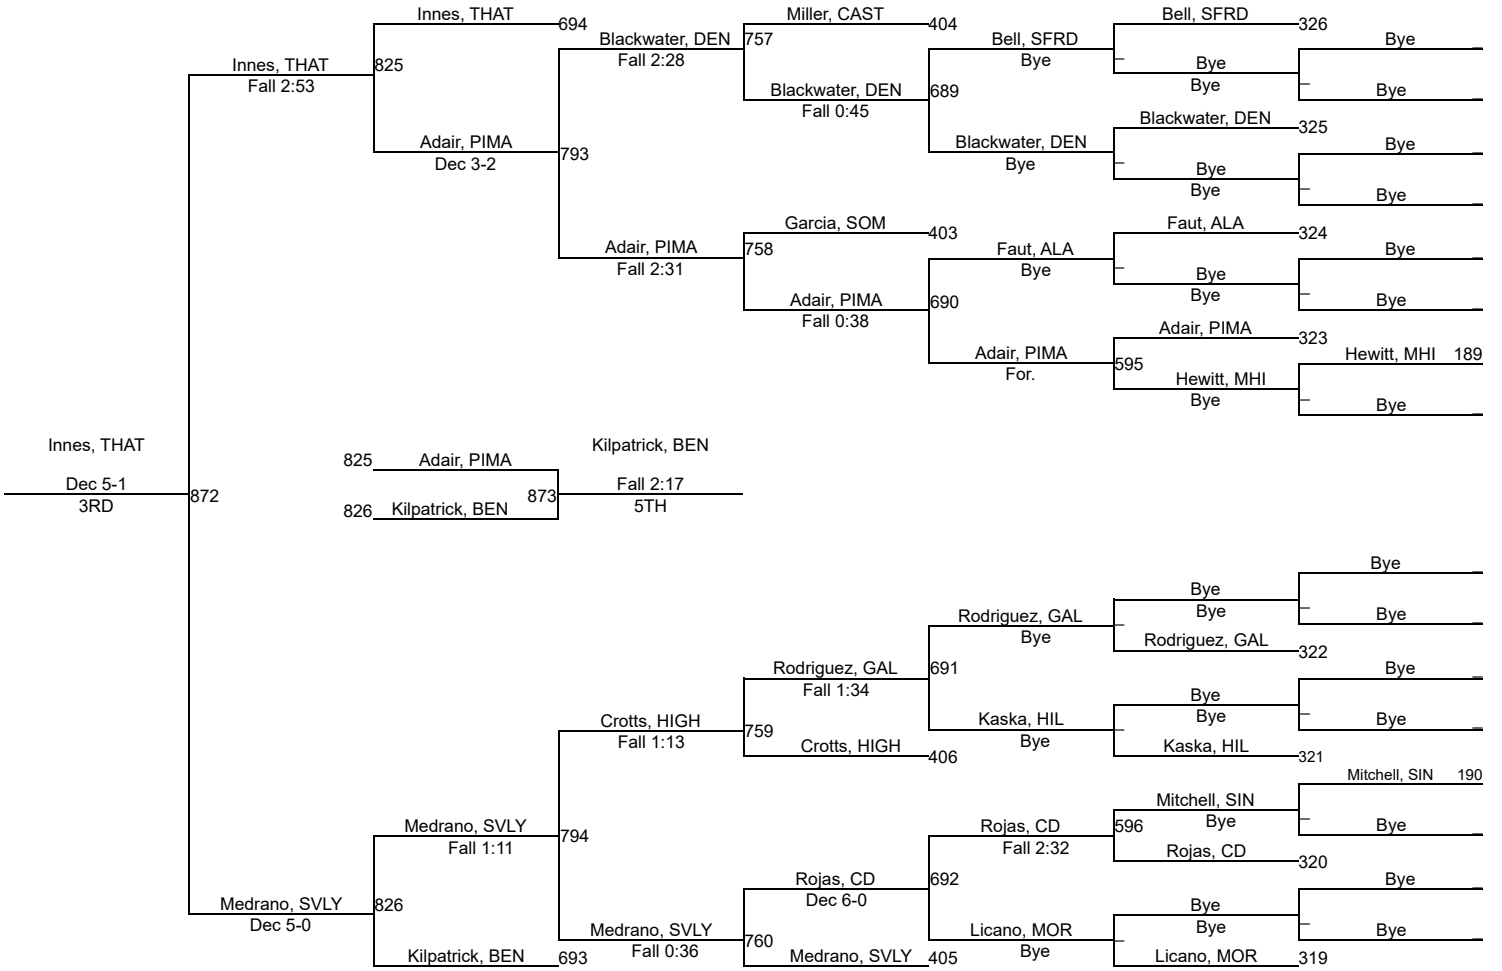 Innes, THAT
694
Miller, CAST
404
Bell, SFRD
326
Blackwater, DEN
757
Bell, SFRD
Bye
Fall 2:28
Bye
Innes, THAT
825
Bye
Fall 2:53
Bye
Blackwater, DEN
689
Bye
Fall 0:45
Blackwater, DEN
325
Adair, PIMA
793
Blackwater, DEN
Bye
Dec 3-2
Bye
Bye
Bye
Bye
Garcia, SOM
403
Faut, ALA
324
Adair, PIMA
758
Faut, ALA
Bye
Fall 2:31
Bye
Bye
Bye
Adair, PIMA
690
Bye
Fall 0:38
Adair, PIMA
323
Adair, PIMA
595
Hewitt, MHI 189
For.
Hewitt, MHI
Bye
Bye
Innes, THAT
Kilpatrick, BEN
825
Adair, PIMA
Dec 5-1
872
873
Fall 2:17
3RD
5TH
826
Kilpatrick, BEN
Bye
Bye
Bye
Bye
Rodriguez, GAL
Bye
Rodriguez, GAL
322
Rodriguez, GAL
691
Bye
Fall 1:34
Bye
Bye
Bye
Crotts, HIGH
759
Kaska, HIL
Fall 1:13
Bye
Crotts, HIGH
406
Kaska, HIL
321
Mitchell, SIN 190
Mitchell, SIN
Bye
Medrano, SVLY
794
Rojas, CD
596
Bye
Fall 1:11
Fall 2:32
Rojas, CD
320
Rojas, CD
692
Bye
Dec 6-0
Medrano, SVLY
826
Bye
Dec 5-0
Bye
Bye
Medrano, SVLY
760
Licano, MOR
Fall 0:36
Bye
Kilpatrick, BEN
693
Medrano, SVLY
405
Licano, MOR
319